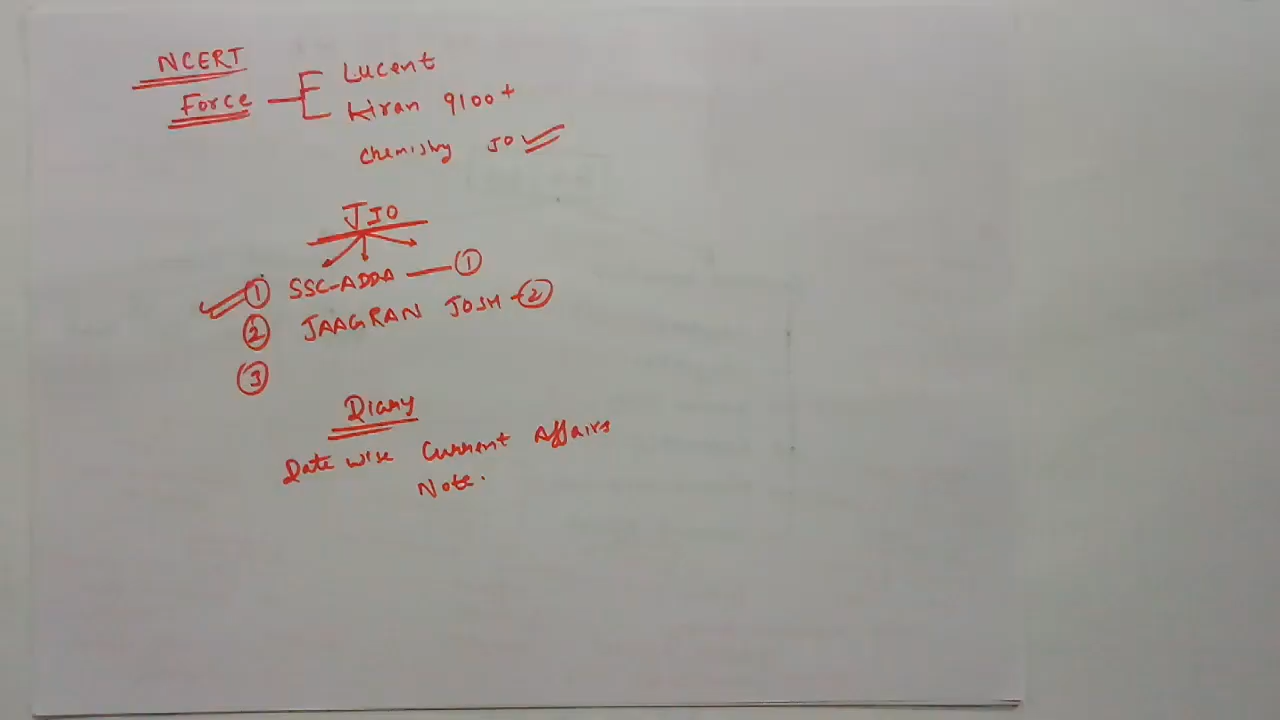 NCERT
Force
Lucent
Kiran 9100+
Chemistry 50
JIO
① SSC-ADDA — ①
② JAAGRAN JOSH - ②
③
Diary
Date wise Current Affairs
Note.